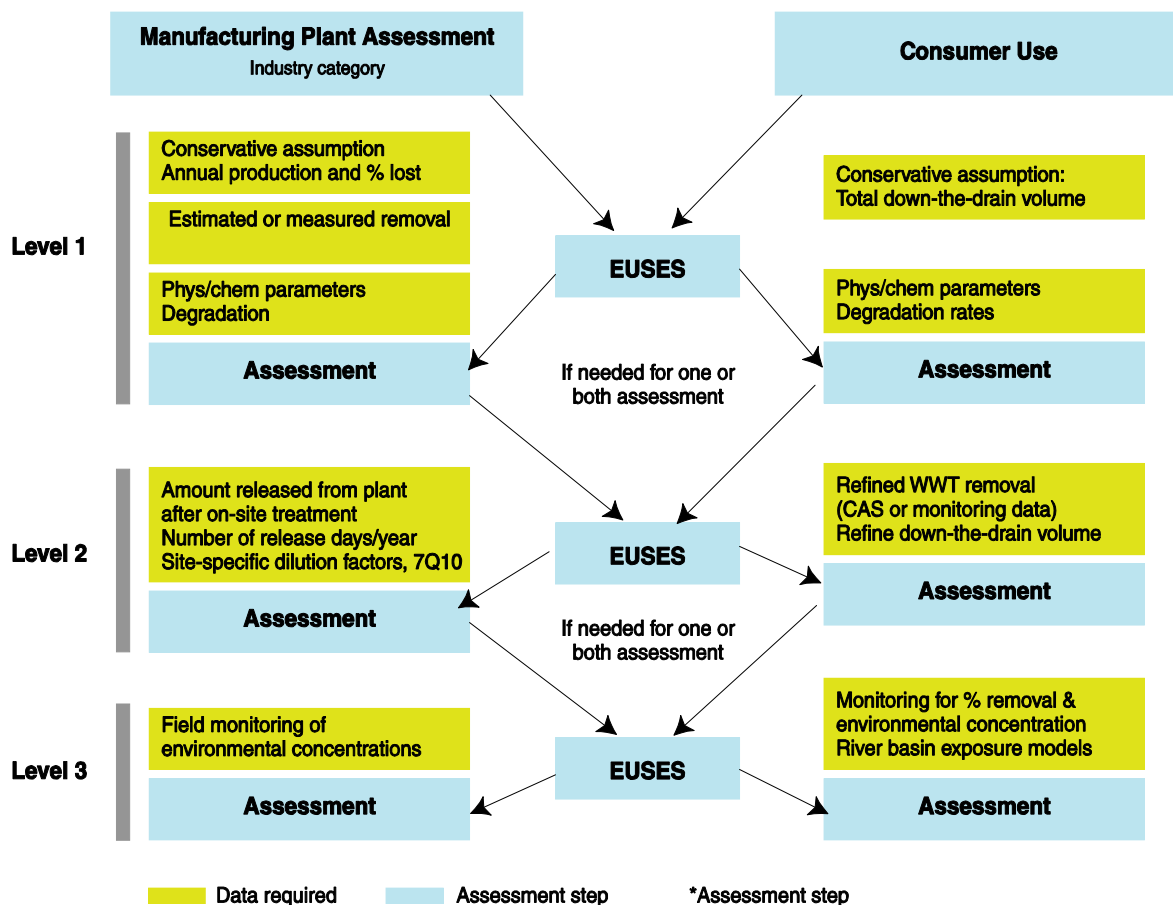 Manufacturing Plant Assessment
Industry category
Consumer Use
Level 1
Conservative assumption
Annual production and % lost
Estimated or measured removal
Phys/chem parameters
Degradation
Assessment
EUSES
Conservative assumption:
Total down-the-drain volume
Phys/chem parameters
Degradation rates
Assessment
If needed for one or
both assessment
Level 2
Amount released from plant
after on-site treatment
Number of release days/year
Site-specific dilution factors, 7Q10
Assessment
EUSES
Refined WWT removal
(CAS or monitoring data)
Refine down-the-drain volume
Assessment
If needed for one or
both assessment
Level 3
Field monitoring of
environmental concentrations
Assessment
EUSES
Monitoring for % removal &
environmental concentration
River basin exposure models
Assessment
Data required
Assessment step
*Assessment step